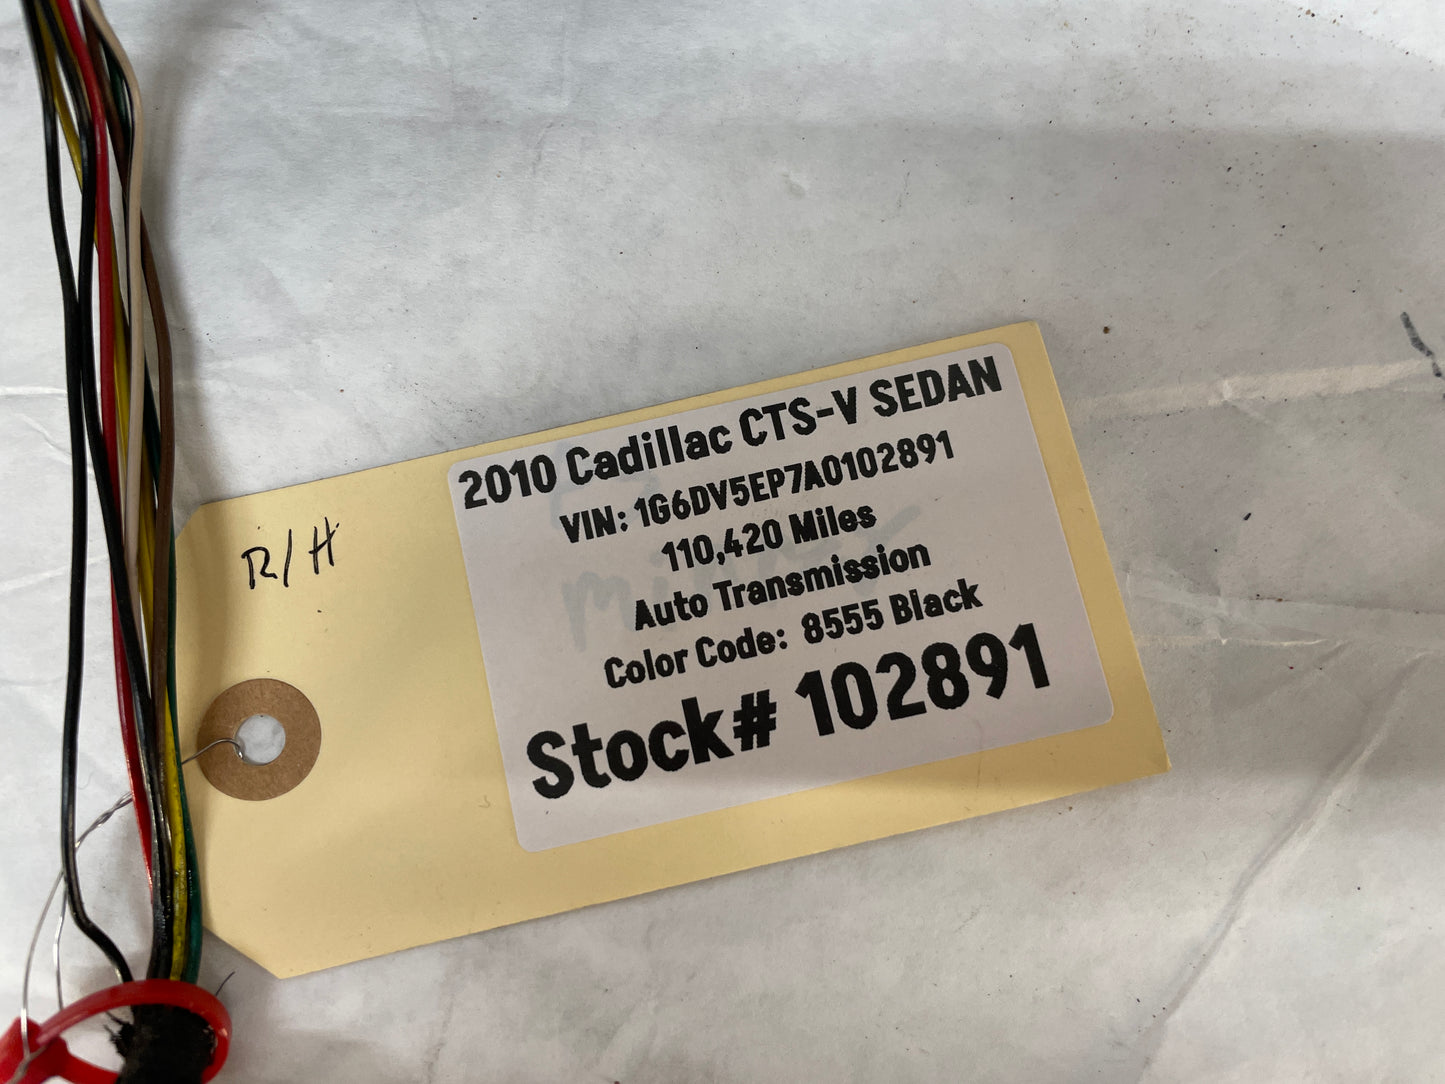 R/H
2010 Cadillac CTS-V SEDAN
VIN: 1G6DV5EP7A0102891
110,420 Miles
Auto Transmission
Color Code: 8555 Black
Stock# 102891